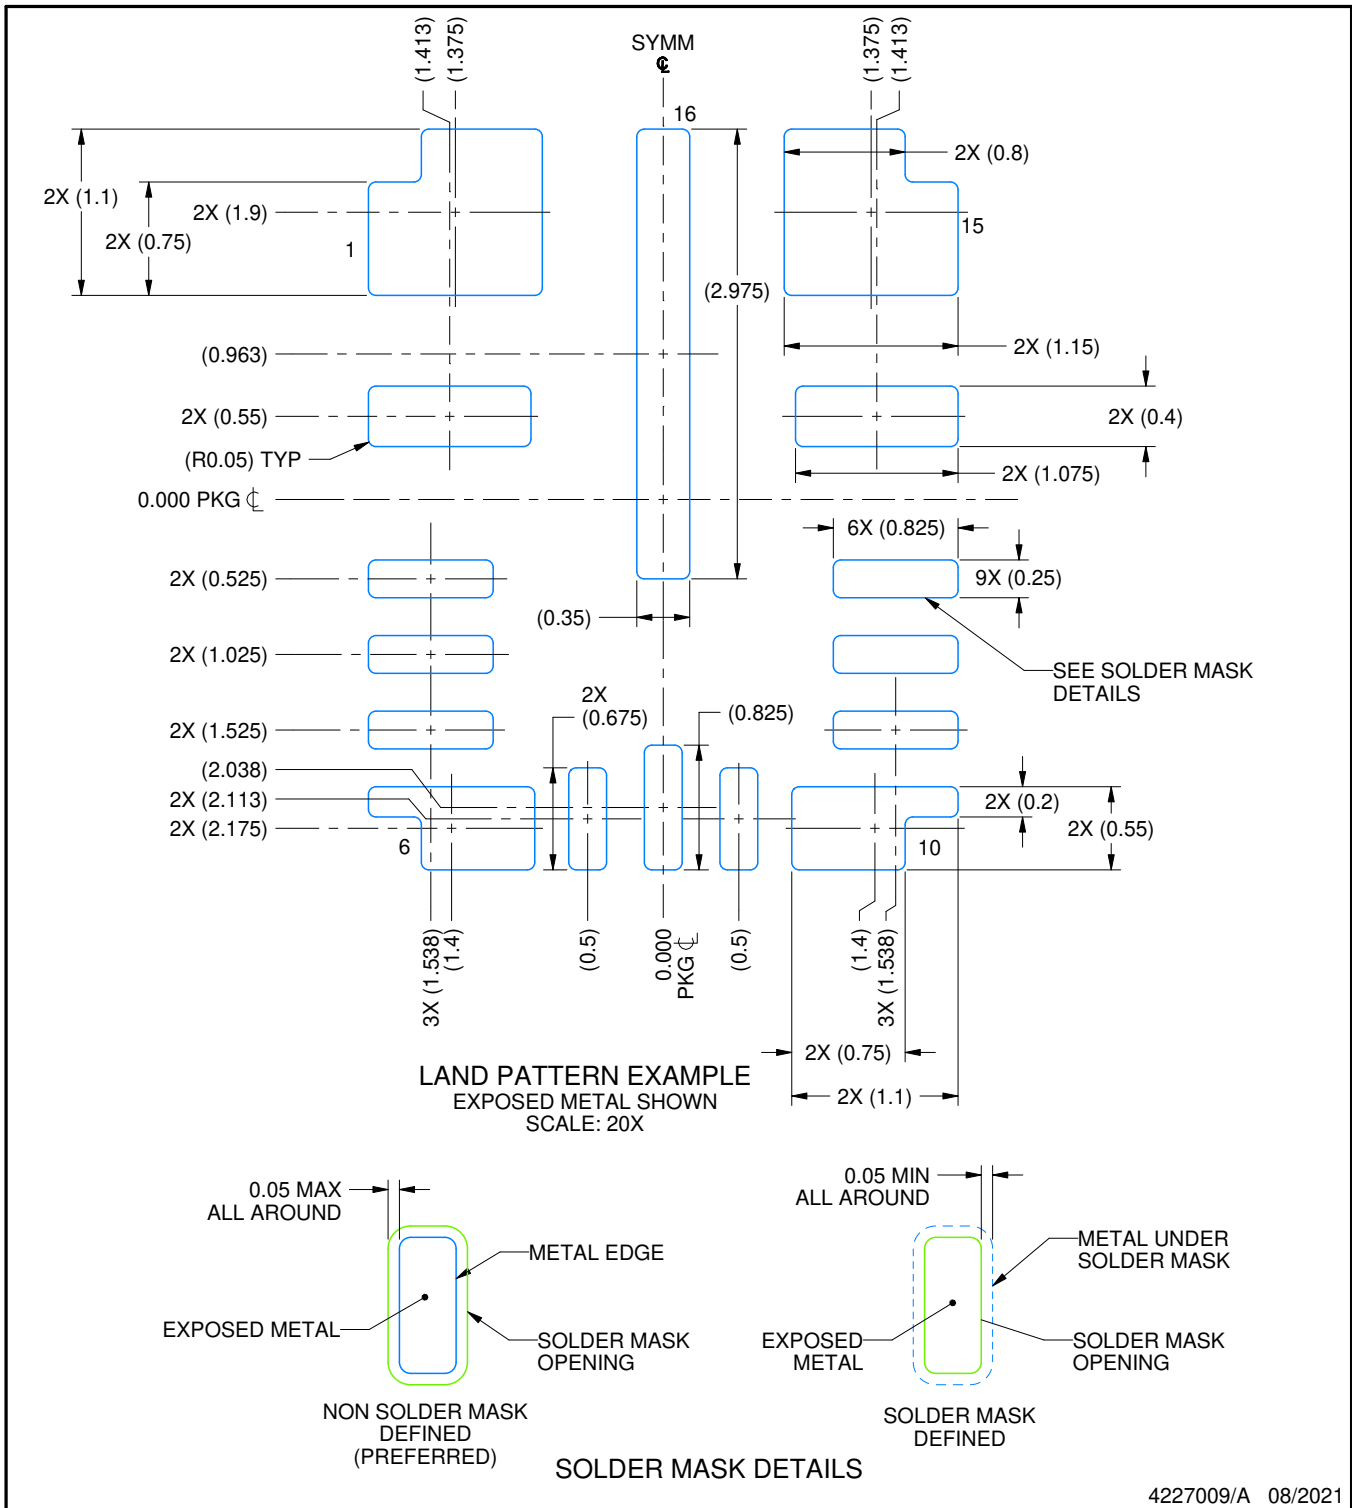 (1.413)
(1.375)
SYMM
℄
(1.375)
(1.413)
16
2X (0.8)
2X (1.1)
2X (1.9)
2X (0.75)
1
15
(2.975)
(0.963)
2X (1.15)
2X (0.55)
2X (0.4)
(R0.05) TYP
2X (1.075)
0.000 PKG ℄
6X (0.825)
2X (0.525)
9X (0.25)
(0.35)
2X (1.025)
SEE SOLDER MASK
DETAILS
2X
(0.675)
(0.825)
2X (1.525)
(2.038)
2X (2.113)
2X (2.175)
2X (0.2)
2X (0.55)
6
10
3X (1.538)
(1.4)
(0.5)
0.000
PKG ℄
(0.5)
(1.4)
3X (1.538)
2X (0.75)
2X (1.1)
LAND PATTERN EXAMPLE
EXPOSED METAL SHOWN
SCALE: 20X
0.05 MAX
ALL AROUND
METAL EDGE
EXPOSED METAL
SOLDER MASK
OPENING
NON SOLDER MASK
DEFINED
(PREFERRED)
0.05 MIN
ALL AROUND
METAL UNDER
SOLDER MASK
EXPOSED
METAL
SOLDER MASK
OPENING
SOLDER MASK
DEFINED
SOLDER MASK DETAILS
4227009/A 08/2021